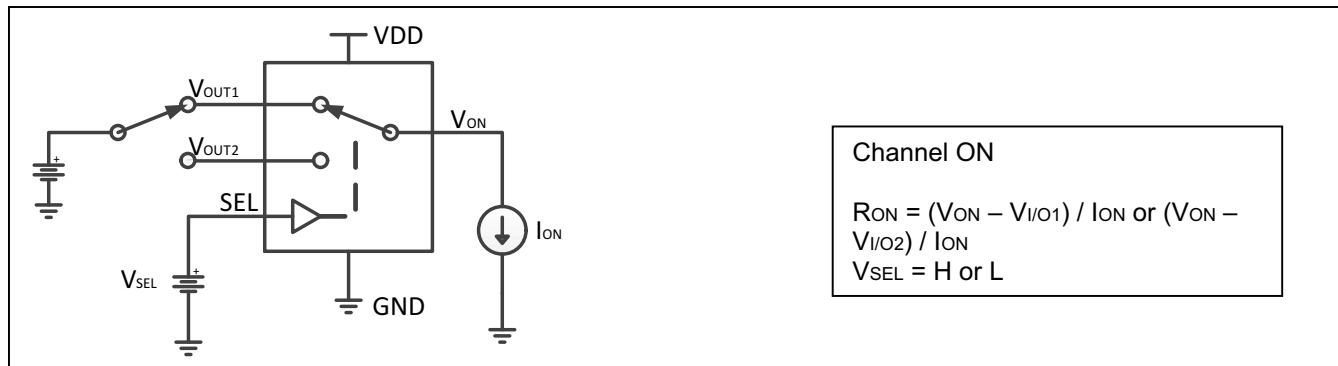 VDD
VOUT1
VON
VOUT2
SEL
ION
VSEL
GND
+
+
Channel ON
RON = (VON – VI/O1) / ION or (VON –
VI/O2) / ION
VSEL = H or L